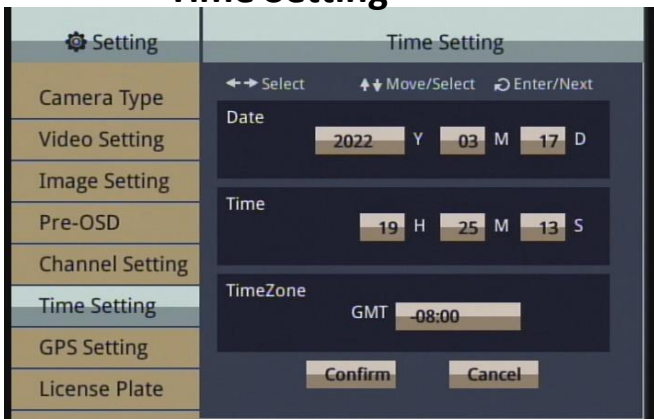 Time Setting
Setting
Time Setting
Select Move/Select Enter/Next
Camera Type
Video Setting
Image Setting
Pre-OSD
Channel Setting
Time Setting
GPS Setting
License Plate
Date
2022 Y 03 M 17 D
Time
19 H 25 M 13 S
TimeZone
GMT -08:00
Confirm Cancel